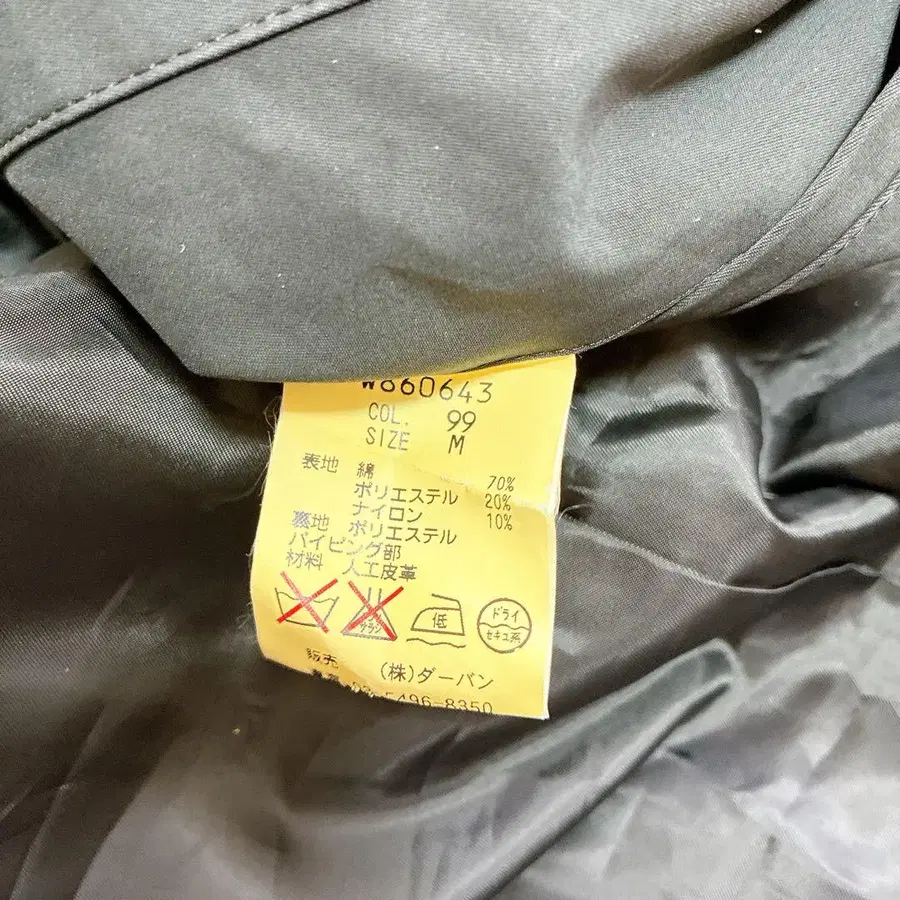 W860643
COL. 99
SIZE M
表地 綿 70%
ポリエステル 20%
ナイロン 10%
裏地 ポリエステル
パイピング部
材料 人工皮革
低
ドライ
セキユ系
販売 (株)ダーバン
5496-8350